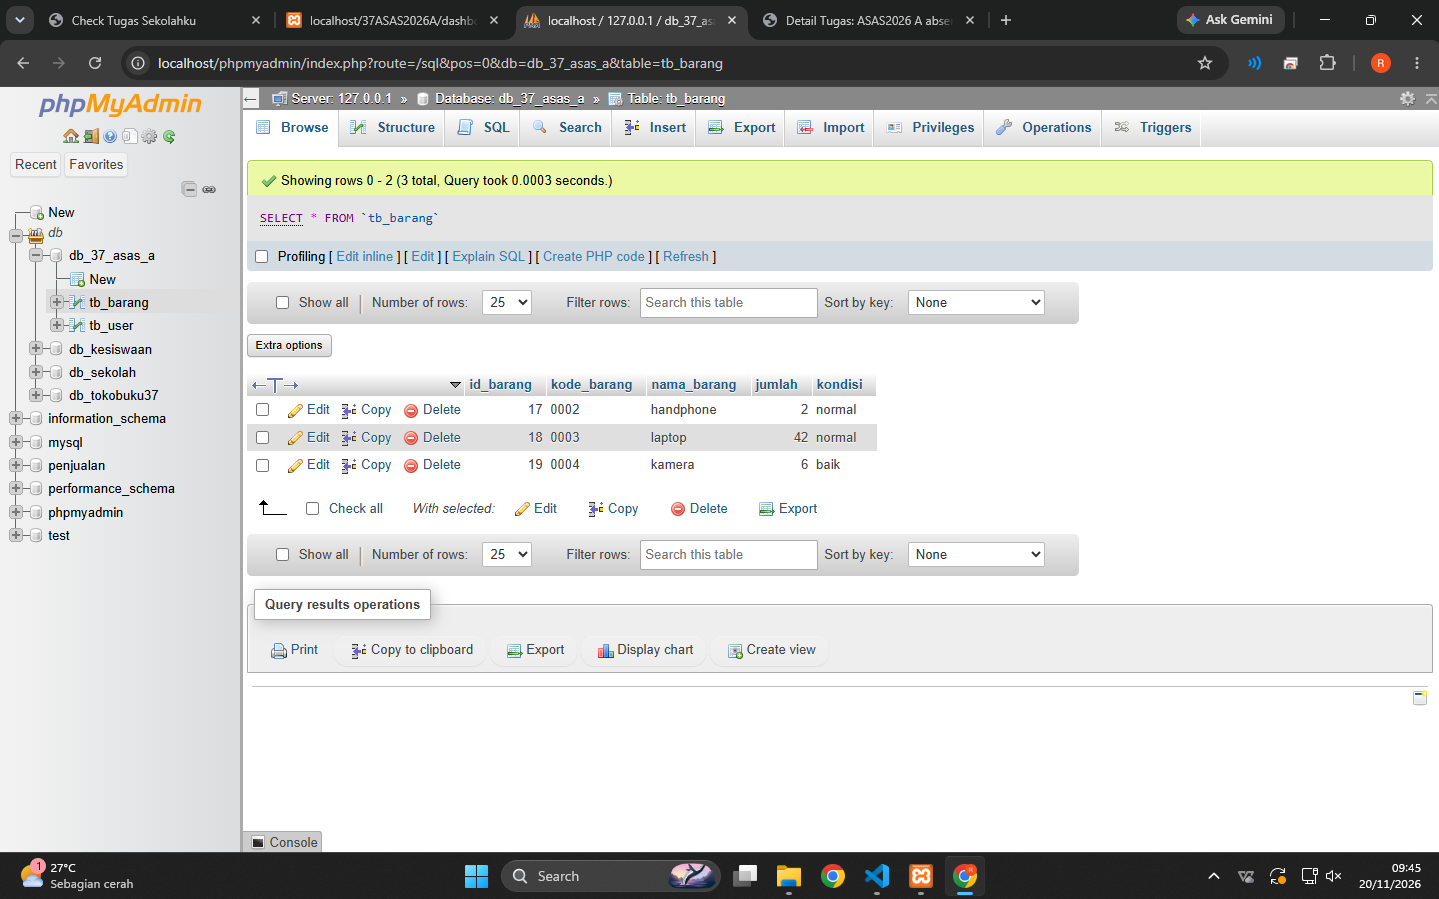 Check Tugas Sekolahku
localhost/37ASAS2026A/dashbo
localhost / 127.0.0.1 / db_37_as
Detail Tugas: ASAS2026 A abse
Ask Gemini
localhost/phpmyadmin/index.php?route=/sql&pos=0&db=db_37_asas_a&table=tb_barang
R
phpMyAdmin
Recent
Favorites
New
db
db_37_asas_a
New
tb_barang
tb_user
db_kesiswaan
db_sekolah
db_tokobuku37
information_schema
mysql
penjualan
performance_schema
phpmyadmin
test
Server: 127.0.0.1 » Database: db_37_asas_a » Table: tb_barang
Browse Structure SQL Search Insert Export Import Privileges Operations Triggers
Showing rows 0 - 2 (3 total, Query took 0.0003 seconds.)
SELECT * FROM `tb_barang`
Profiling [ Edit inline ] [ Edit ] [ Explain SQL ] [ Create PHP code ] [ Refresh ]
Show all Number of rows: 25 Filter rows: Search this table Sort by key: None
Extra options
id_barang kode_barang nama_barang jumlah kondisi
Edit Copy Delete 17 0002 handphone 2 normal
Edit Copy Delete 18 0003 laptop 42 normal
Edit Copy Delete 19 0004 kamera 6 baik
Check all With selected: Edit Copy Delete Export
Show all Number of rows: 25 Filter rows: Search this table Sort by key: None
Query results operations
Print Copy to clipboard Export Display chart Create view
Console
1
27°C
Sebagian cerah
Search
09:45
20/11/2026